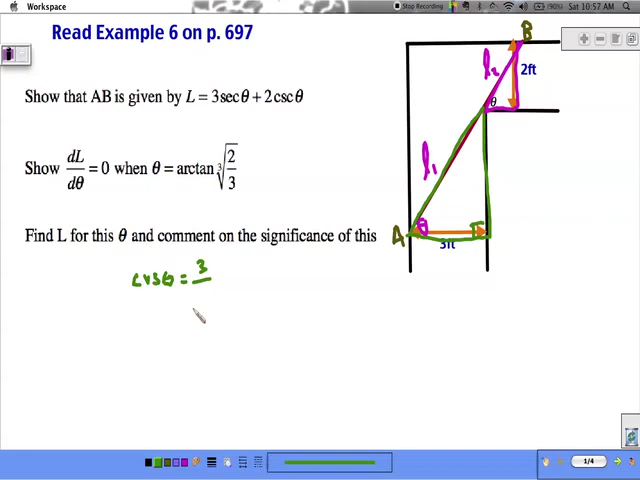 Workspace
Stop Recording
(90%)
Sat 10:57 AM
Read Example 6 on p. 697
B
l₂
2ft
θ
Show that AB is given by L = 3secθ + 2cscθ
l₁
Show dL/dθ = 0 when θ = arctan ∛(2/3)
A
θ
3ft
Find L for this θ and comment on the significance of this
cosθ = 3
1/4